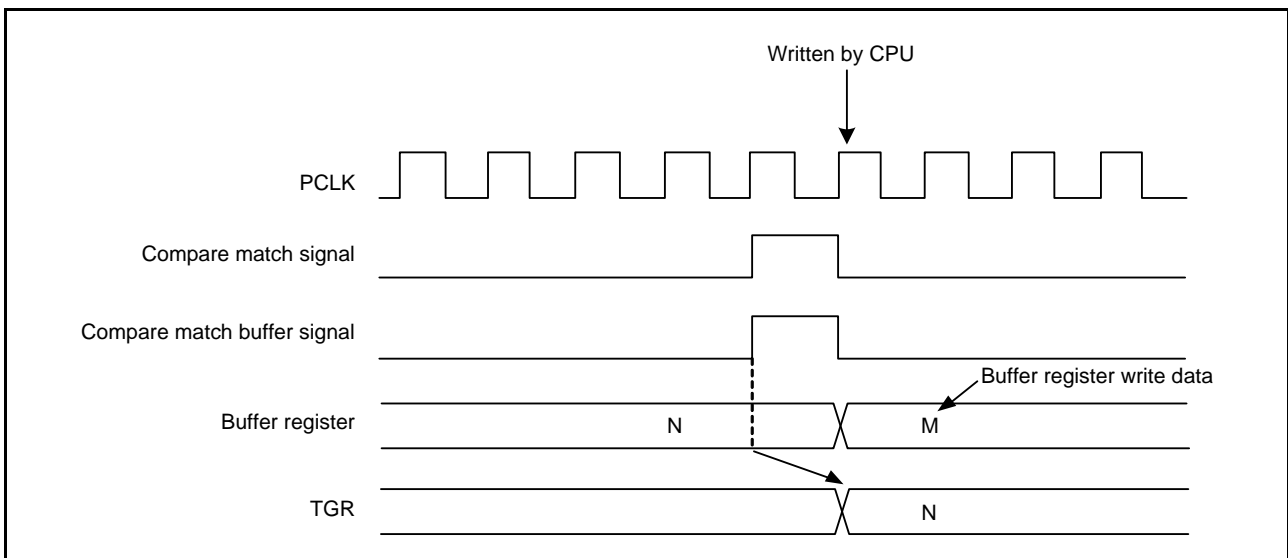 Written by CPU
PCLK
Compare match signal
Compare match buffer signal
Buffer register write data
Buffer register
N
M
TGR
N